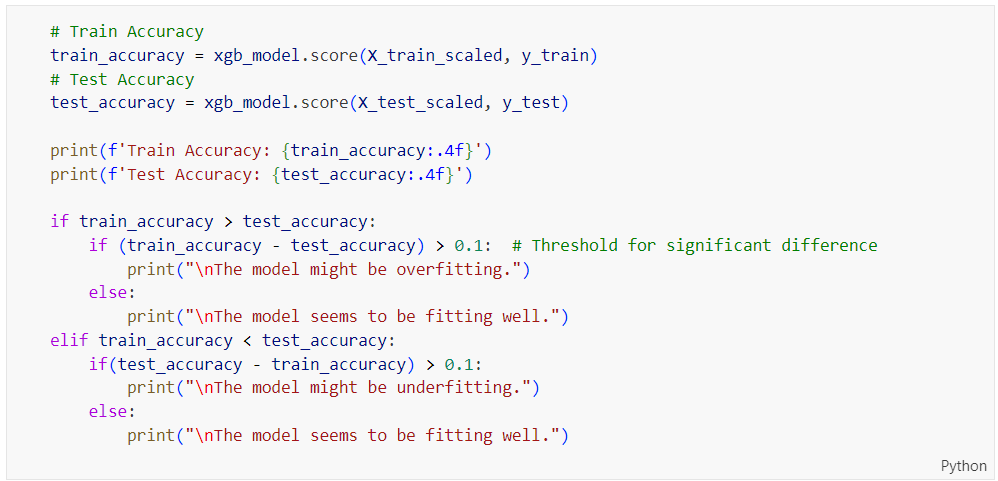 # Train Accuracy
train_accuracy = xgb_model.score(X_train_scaled, y_train)
# Test Accuracy
test_accuracy = xgb_model.score(X_test_scaled, y_test)

print(f'Train Accuracy: {train_accuracy:.4f}')
print(f'Test Accuracy: {test_accuracy:.4f}')

if train_accuracy > test_accuracy:
    if (train_accuracy - test_accuracy) > 0.1:  # Threshold for significant difference
        print("\nThe model might be overfitting.")
    else:
        print("\nThe model seems to be fitting well.")
elif train_accuracy < test_accuracy:
    if(test_accuracy - train_accuracy) > 0.1:
        print("\nThe model might be underfitting.")
    else:
        print("\nThe model seems to be fitting well.")
Python